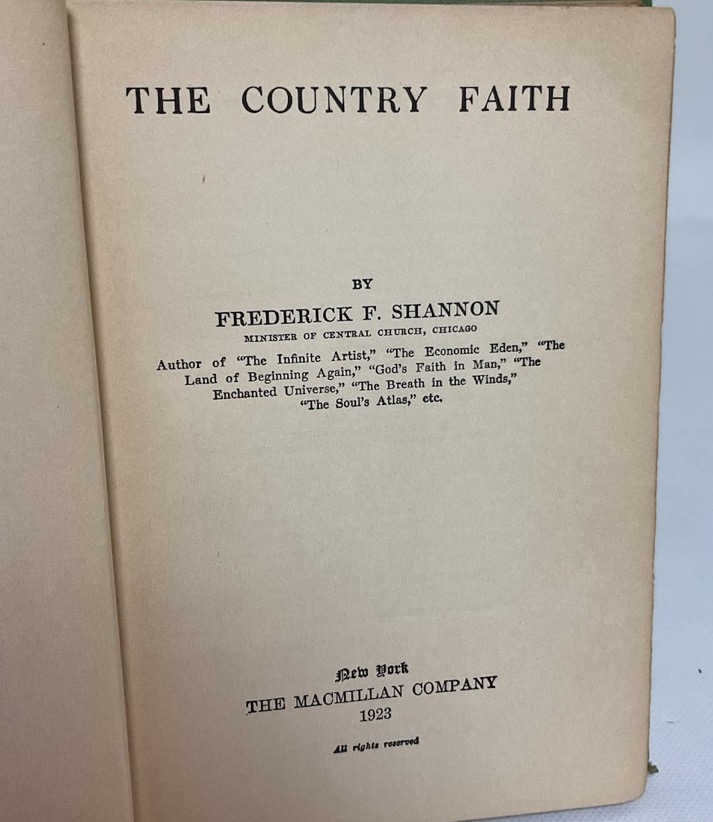 THE COUNTRY FAITH
BY
FREDERICK F. SHANNON
MINISTER OF CENTRAL CHURCH, CHICAGO
Author of “The Infinite Artist,” “The Economic Eden,” “The
Land of Beginning Again,” “God's Faith in Man,” “The
Enchanted Universe,” “The Breath in the Winds,”
“The Soul's Atlas,” etc.
New York
THE MACMILLAN COMPANY
1923
All rights reserved